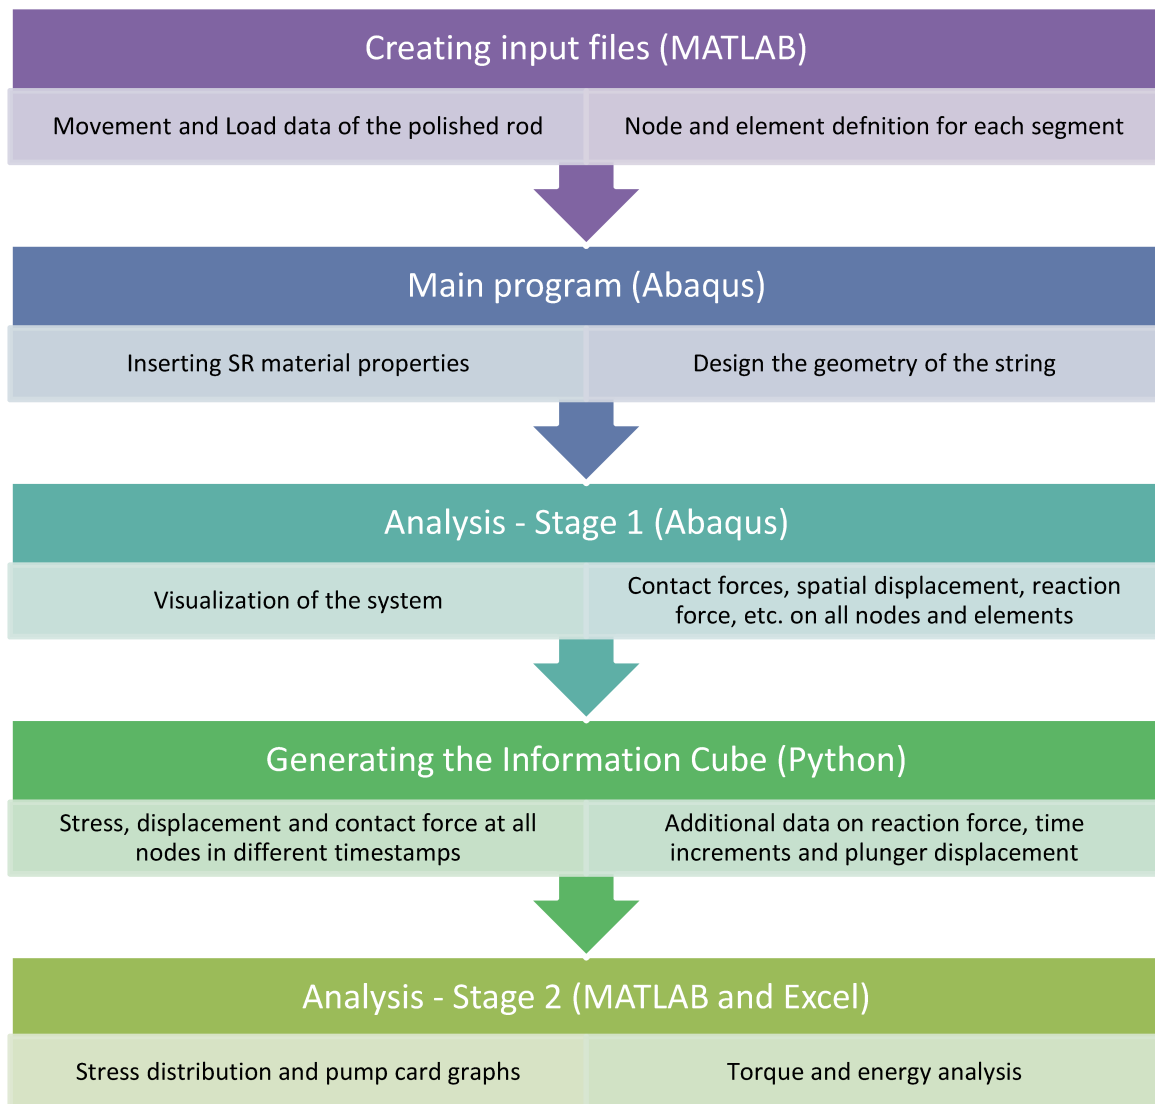 Creating input files (MATLAB)
Movement and Load data of the polished rod
Node and element defnition for each segment
Main program (Abaqus)
Inserting SR material properties
Design the geometry of the string
Analysis - Stage 1 (Abaqus)
Visualization of the system
Contact forces, spatial displacement, reaction
force, etc. on all nodes and elements
Generating the Information Cube (Python)
Stress, displacement and contact force at all
nodes in different timestamps
Additional data on reaction force, time
increments and plunger displacement
Analysis - Stage 2 (MATLAB and Excel)
Stress distribution and pump card graphs
Torque and energy analysis